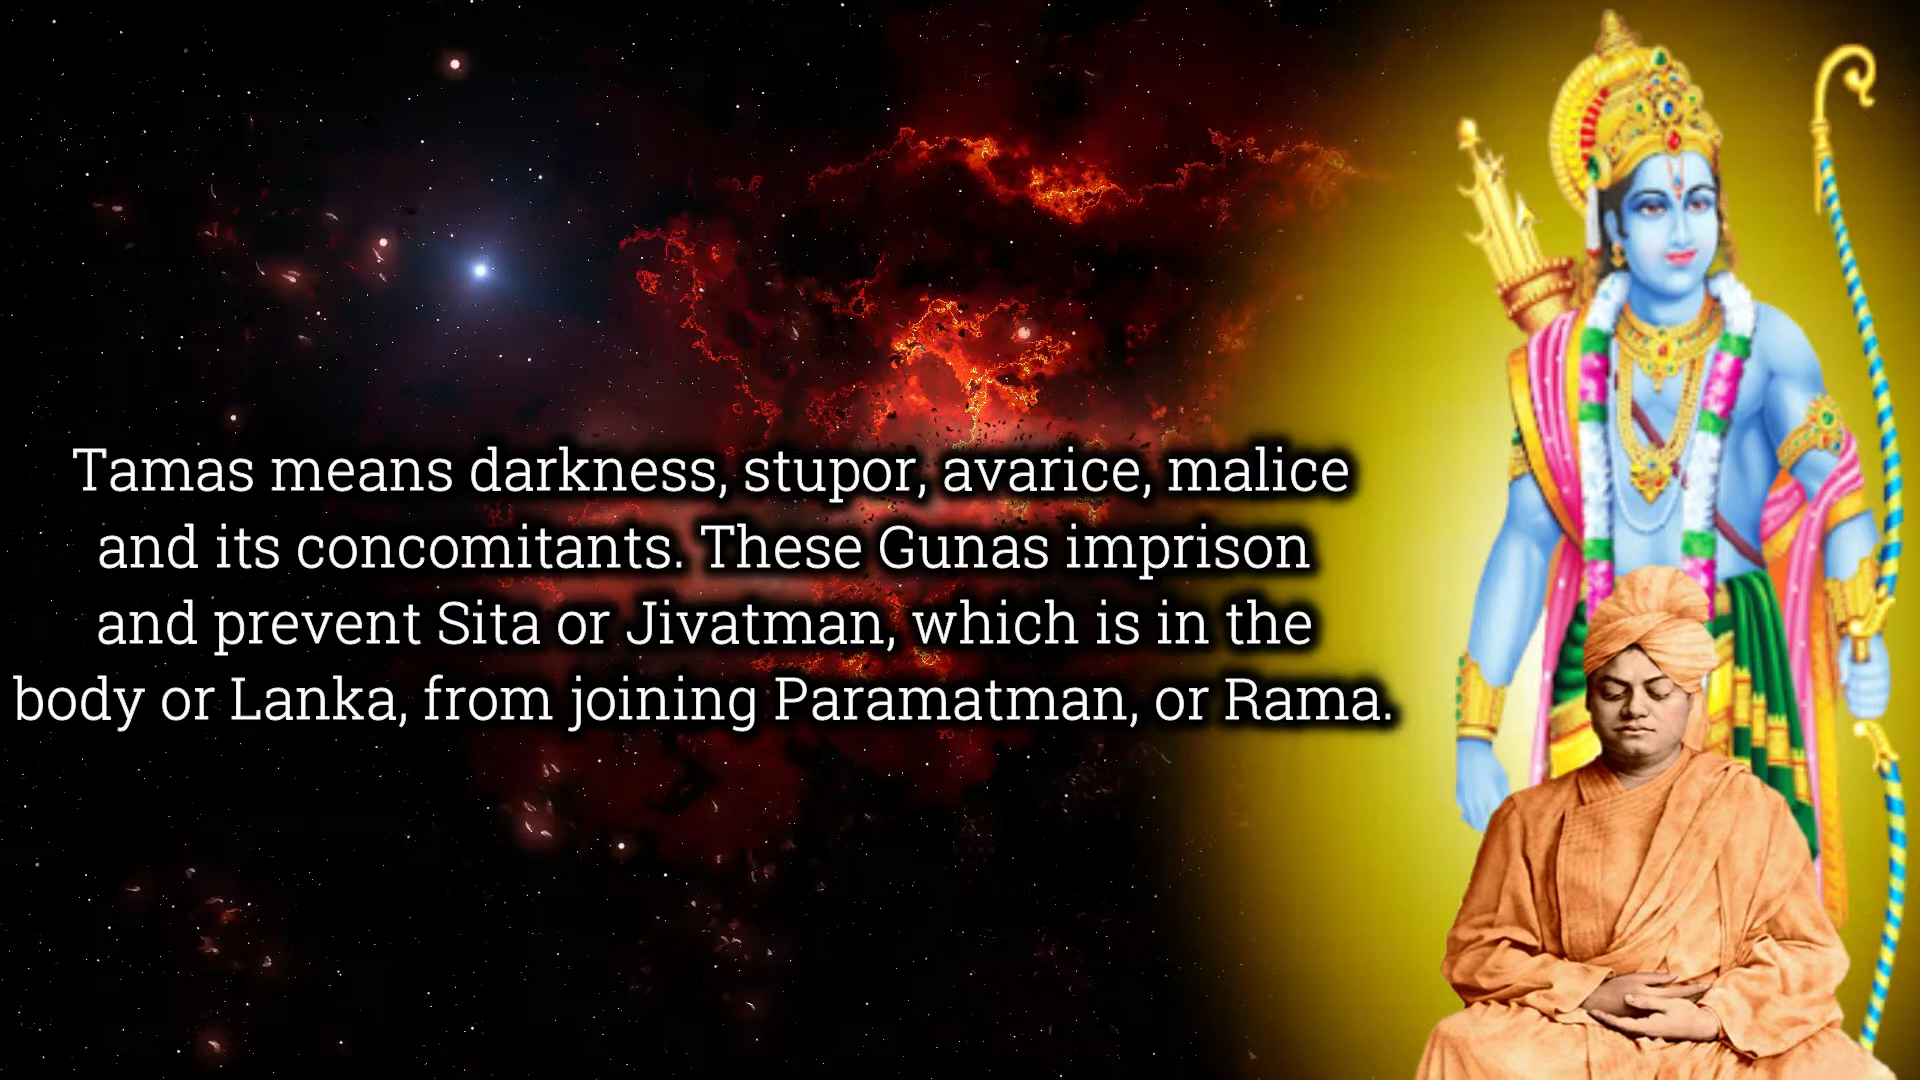 Tamas means darkness, stupor, avarice, malice
and its concomitants. These Gunas imprison
and prevent Sita or Jivatman, which is in the
body or Lanka, from joining Paramatman, or Rama.